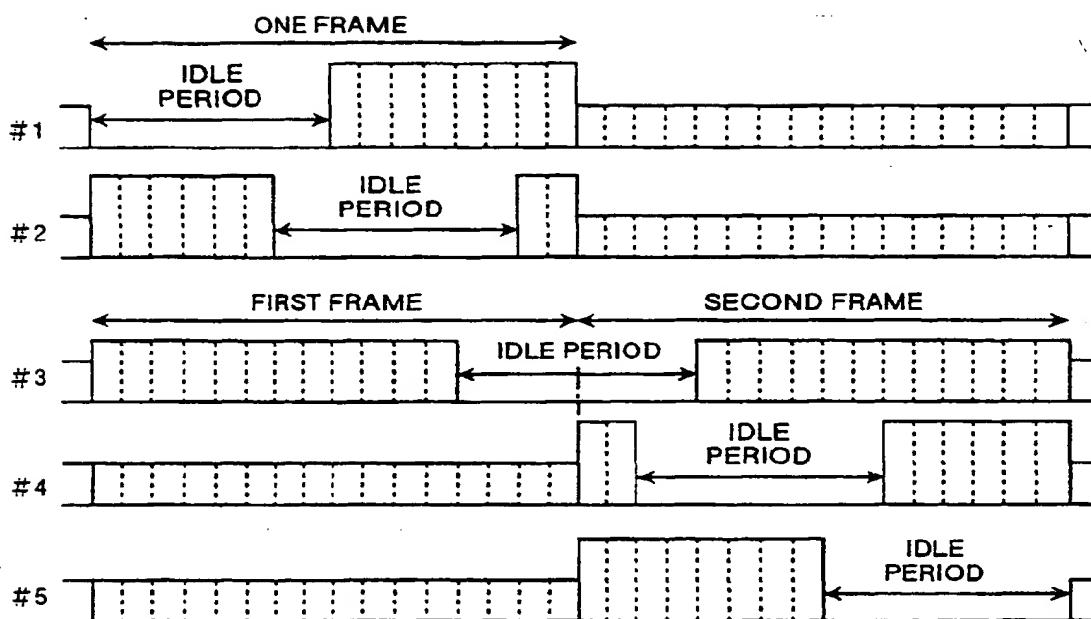 ONE FRAME
IDLE
PERIOD
#1
IDLE
PERIOD
#2
FIRST FRAME
SECOND FRAME
IDLE PERIOD
#3
IDLE
PERIOD
#4
IDLE
PERIOD
#5